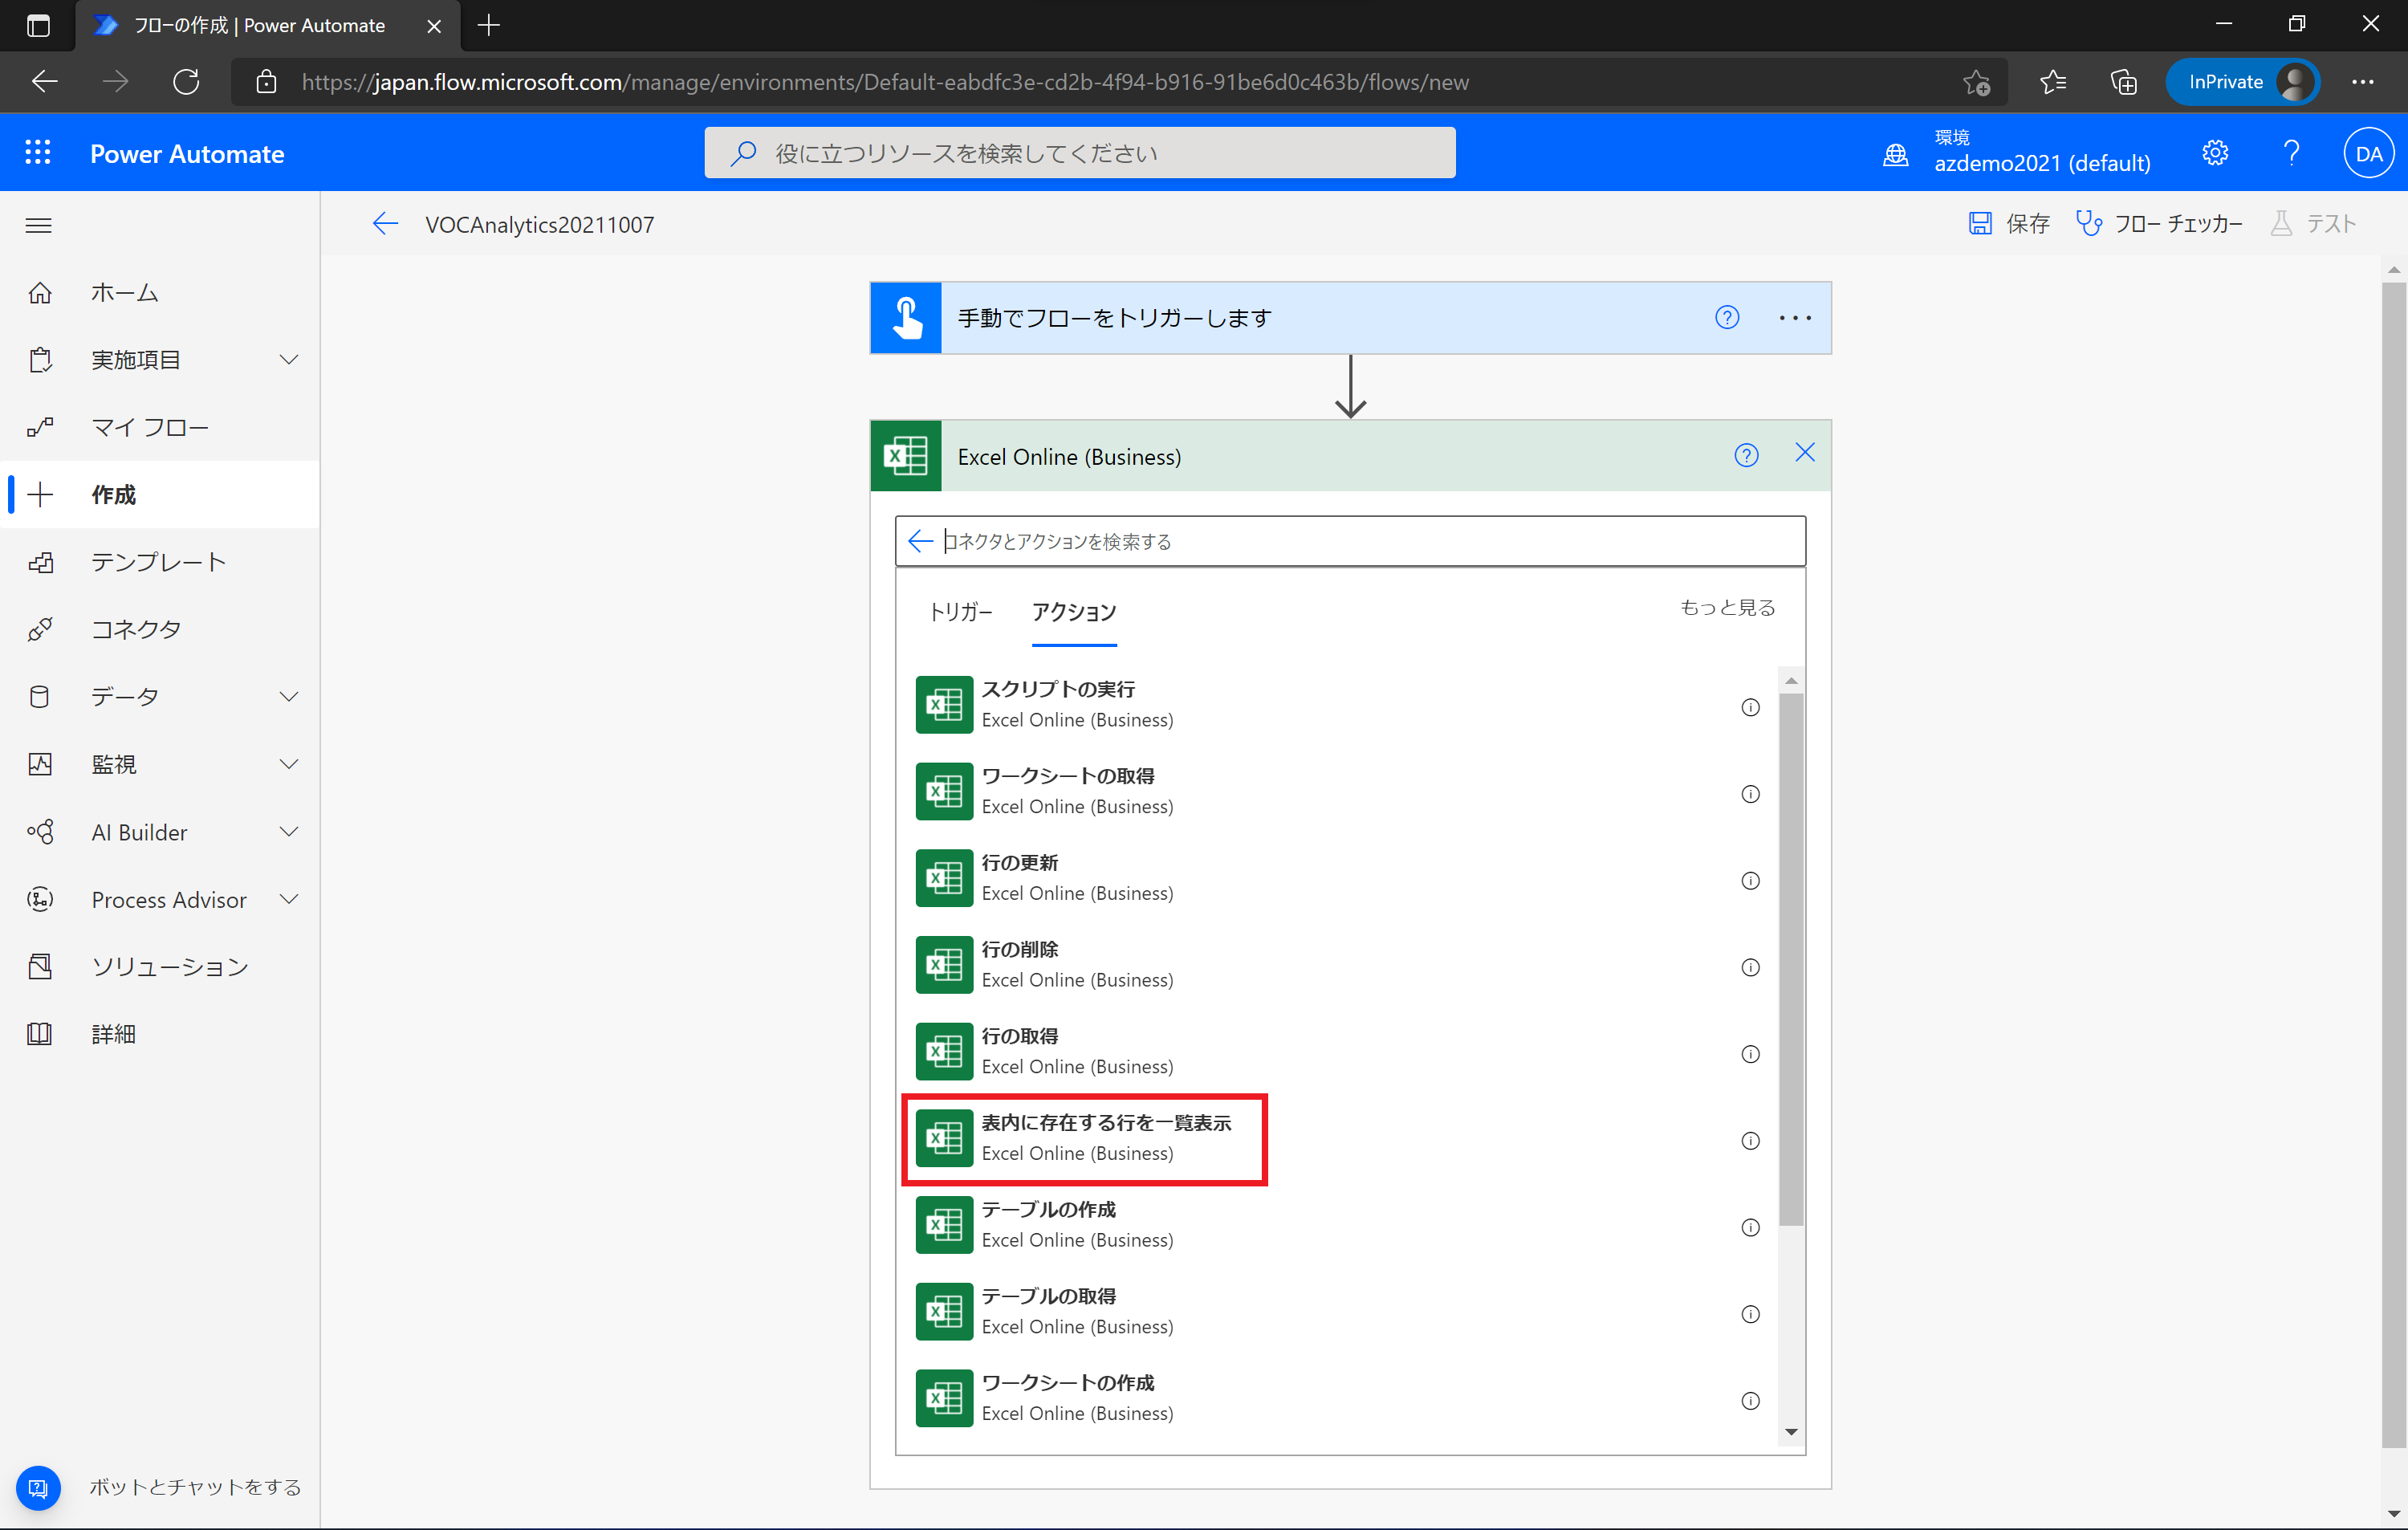 フローの作成 | Power Automate
https://japan.flow.microsoft.com/manage/environments/Default-eabdfc3e-cd2b-4f94-b916-91be6d0c463b/flows/new
InPrivate
Power Automate
役に立つリソースを検索してください
環境
azdemo2021 (default)
DA
VOCAnalytics20211007
保存
フロー チェッカー
テスト
ホーム
実施項目
マイ フロー
作成
テンプレート
コネクタ
データ
監視
AI Builder
Process Advisor
ソリューション
詳細
ボットとチャットをする
手動でフローをトリガーします
Excel Online (Business)
コネクタとアクションを検索する
トリガー
アクション
もっと見る
スクリプトの実行
Excel Online (Business)
ワークシートの取得
Excel Online (Business)
行の更新
Excel Online (Business)
行の削除
Excel Online (Business)
行の取得
Excel Online (Business)
表内に存在する行を一覧表示
Excel Online (Business)
テーブルの作成
Excel Online (Business)
テーブルの取得
Excel Online (Business)
ワークシートの作成
Excel Online (Business)